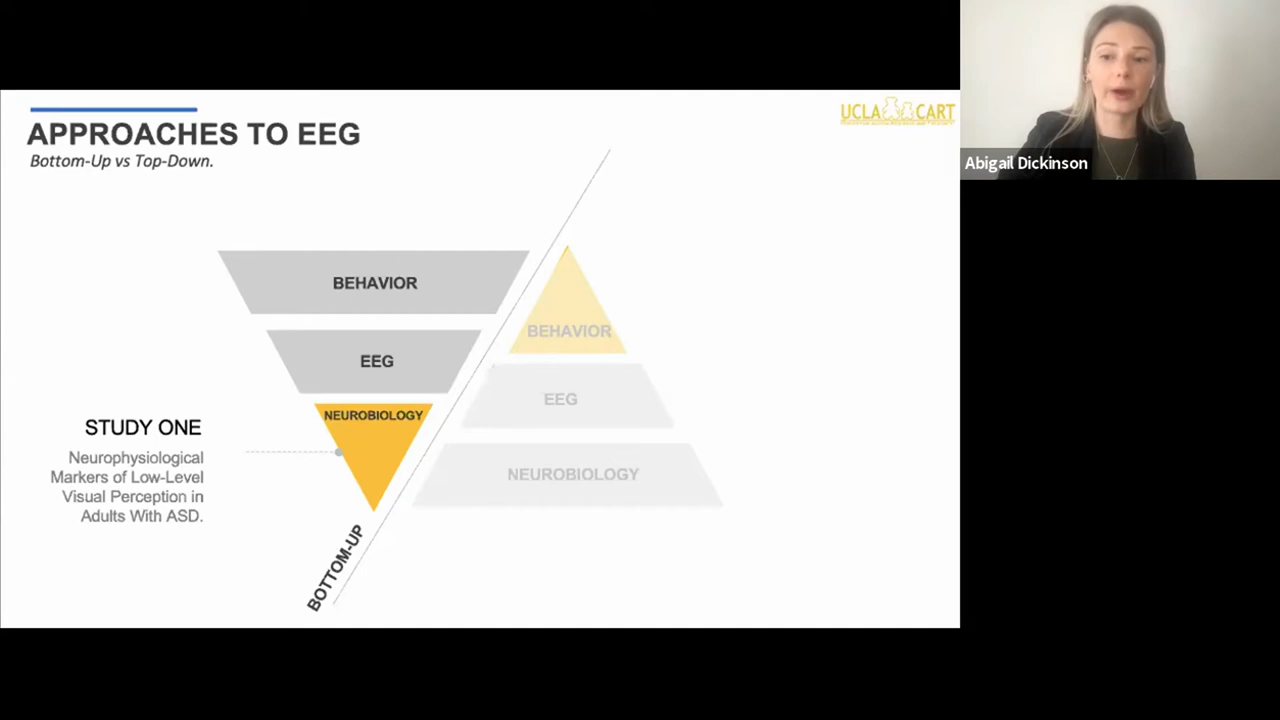 APPROACHES TO EEG
Bottom-Up vs Top-Down.
UCLA CART
Abigail Dickinson
BEHAVIOR
EEG
NEUROBIOLOGY
STUDY ONE
Neurophysiological
Markers of Low-Level
Visual Perception in
Adults With ASD.
BOTTOM-UP
BEHAVIOR
EEG
NEUROBIOLOGY